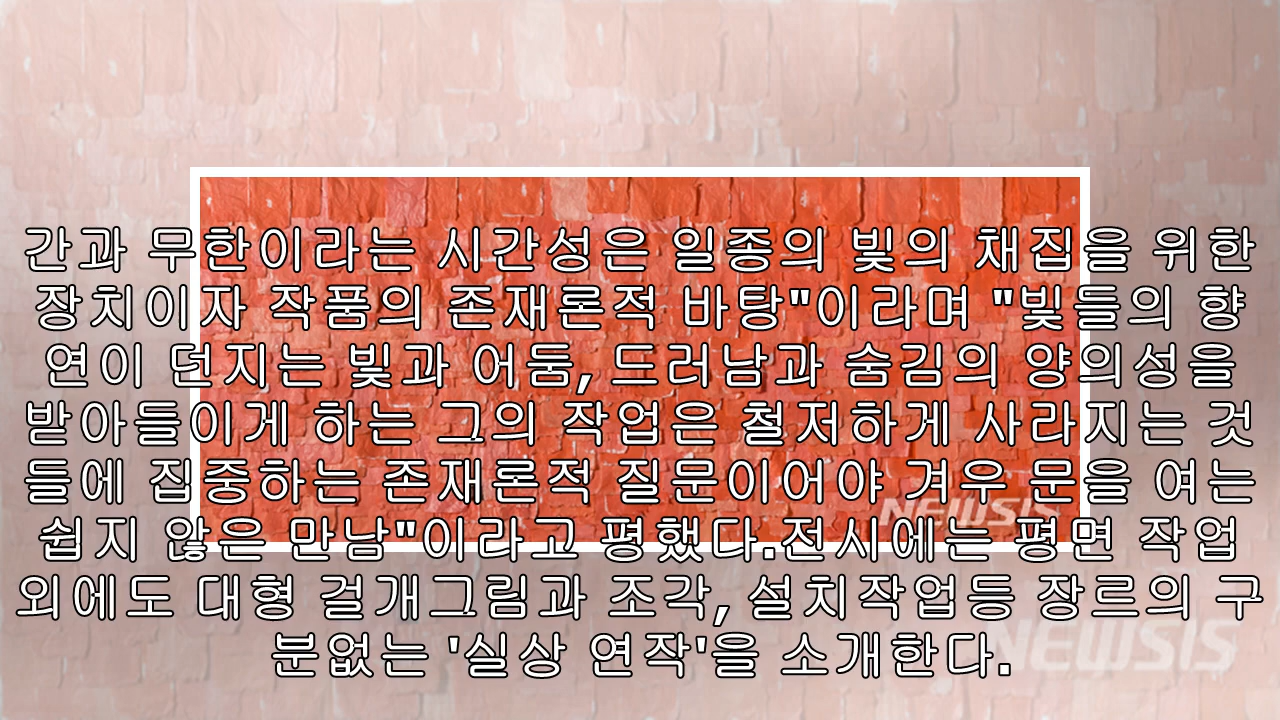 간과 무한이라는 시간성은 일종의 빛의 채집을 위한
장치이자 작품의 존재론적 바탕"이라며 "빛들의 향
연이 던지는 빛과 어둠, 드러남과 숨김의 양의성을
받아들이게 하는 그의 작업은 철저하게 사라지는 것
들에 집중하는 존재론적 질문이어야 겨우 문을 여는
NEWSIS
쉽지 않은 만남"이라고 평했다.전시에는 평면 작업
외에도 대형 걸개그림과 조각, 설치작업등 장르의 구
분없는 '실상 연작'을 소개한다.
NEWSIS